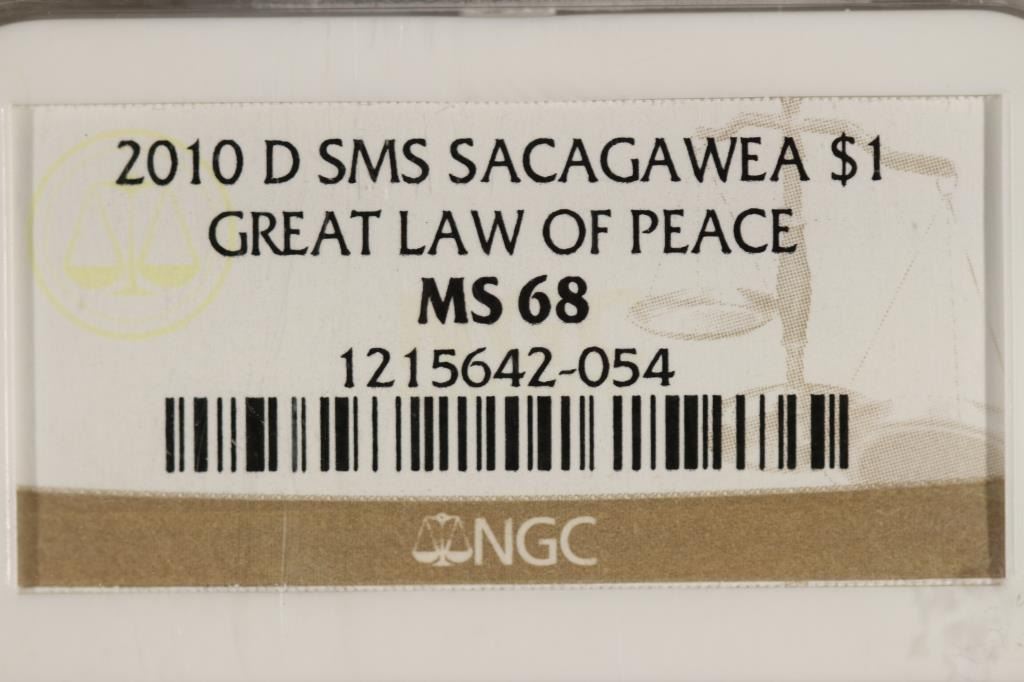 2010 D SMS SACAGAWEA $1
GREAT LAW OF PEACE
MS 68
1215642-054
NGC